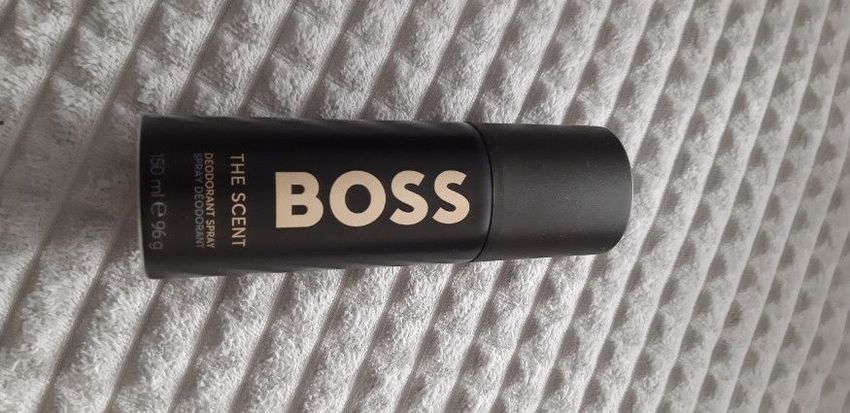 BOSS
THE SCENT
DEODORANT SPRAY
SPRAY DÉODORANT
150 ml e 96 g